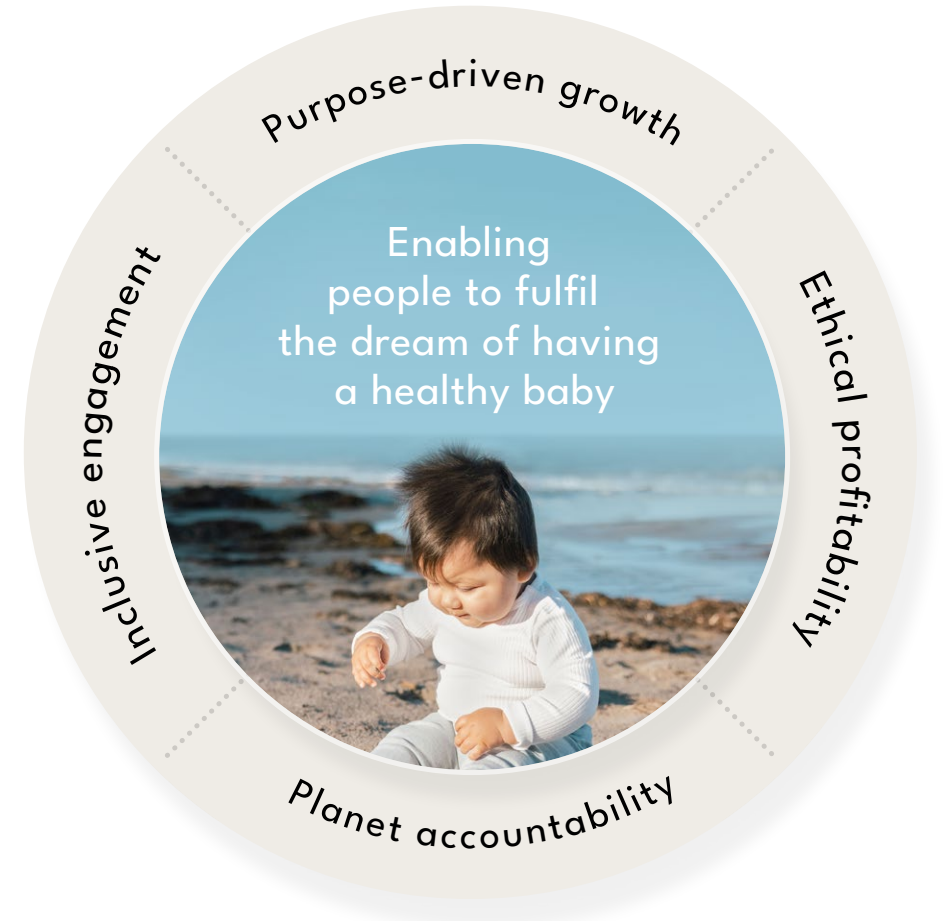 Purpose-driven growth
Enabling
people to fulfil
the dream of having
a healthy baby
Inclusive engagement
Ethical profitability
Planet accountability